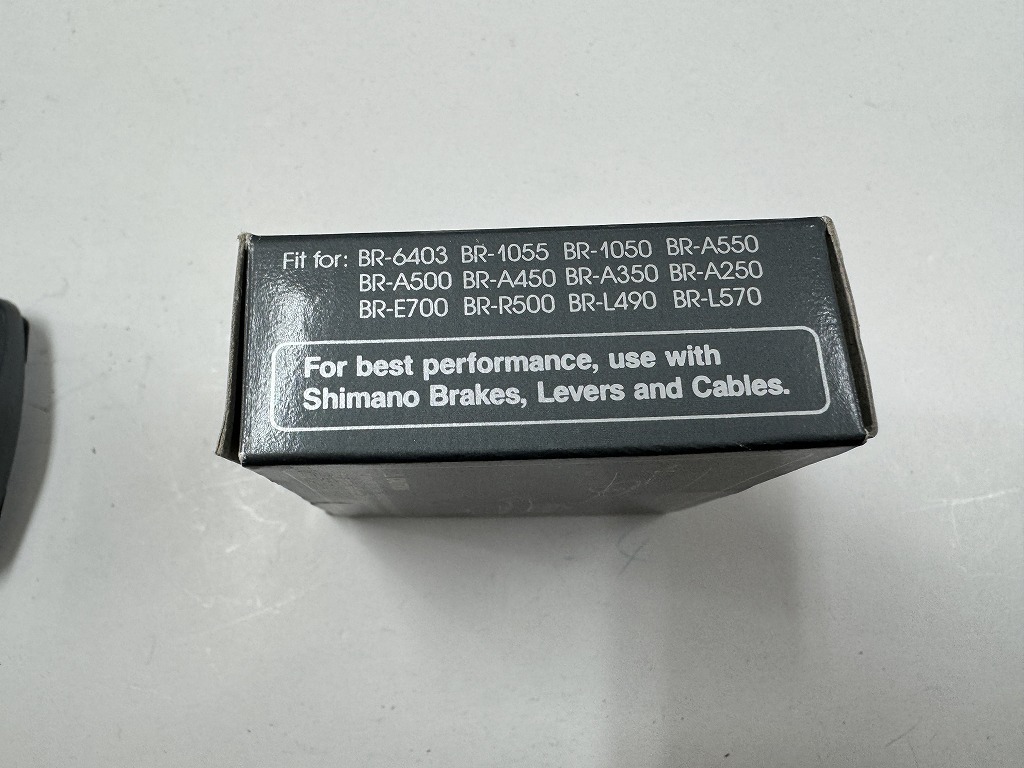 Fit for: BR-6403 BR-1055 BR-1050 BR-A550
BR-A500 BR-A450 BR-A350 BR-A250
BR-E700 BR-R500 BR-L490 BR-L570
For best performance, use with
Shimano Brakes, Levers and Cables.